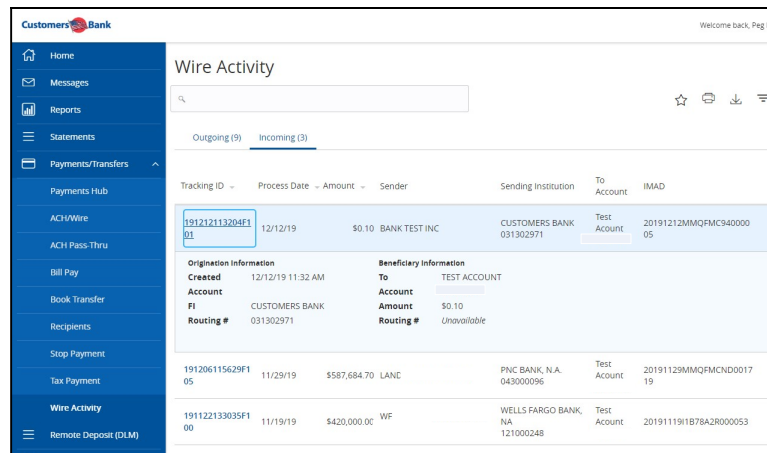 Customers Bank
Welcome back, Peg
Home
Messages
Reports
Statements
Payments/Transfers
Payments Hub
ACH/Wire
ACH Pass-Thru
Bill Pay
Book Transfer
Recipients
Stop Payment
Tax Payment
Wire Activity
Remote Deposit (DLM)
Wire Activity
Outgoing (9) Incoming (3)
Tracking ID Process Date Amount Sender Sending Institution To Account IMAD
191212113204F1
01
12/12/19 $0.10 BANK TEST INC
CUSTOMERS BANK
031302971
Test
Acount
20191212MMQFMC940000
05
Origination Information Beneficiary Information
Created 12/12/19 11:32 AM To TEST ACCOUNT
Account Account
FI CUSTOMERS BANK Amount $0.10
Routing # 031302971 Routing # Unavailable
191206115629F1
05
11/29/19 $587,684.70 LAND
PNC BANK, N.A.
043000096
Test
Acount
20191129MMQFMCND0017
19
191122133035F1
00
11/19/19 $420,000.00 WF
WELLS FARGO BANK,
NA
121000248
Test
Acount
20191119I1B78A2R000053